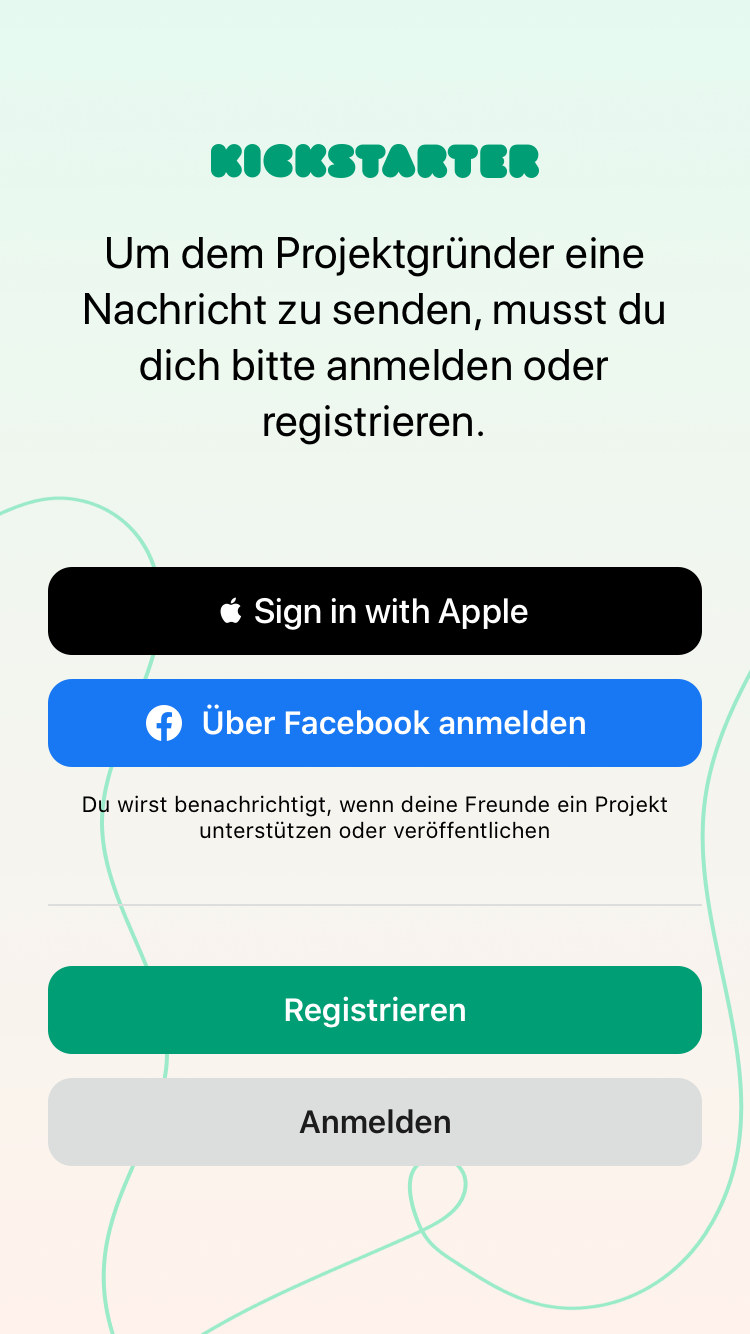 KICKSTARTER
Um dem Projektgründer eine
Nachricht zu senden, musst du
dich bitte anmelden oder
registrieren.
Sign in with Apple
Über Facebook anmelden
Du wirst benachrichtigt, wenn deine Freunde ein Projekt
unterstützen oder veröffentlichen
Registrieren
Anmelden